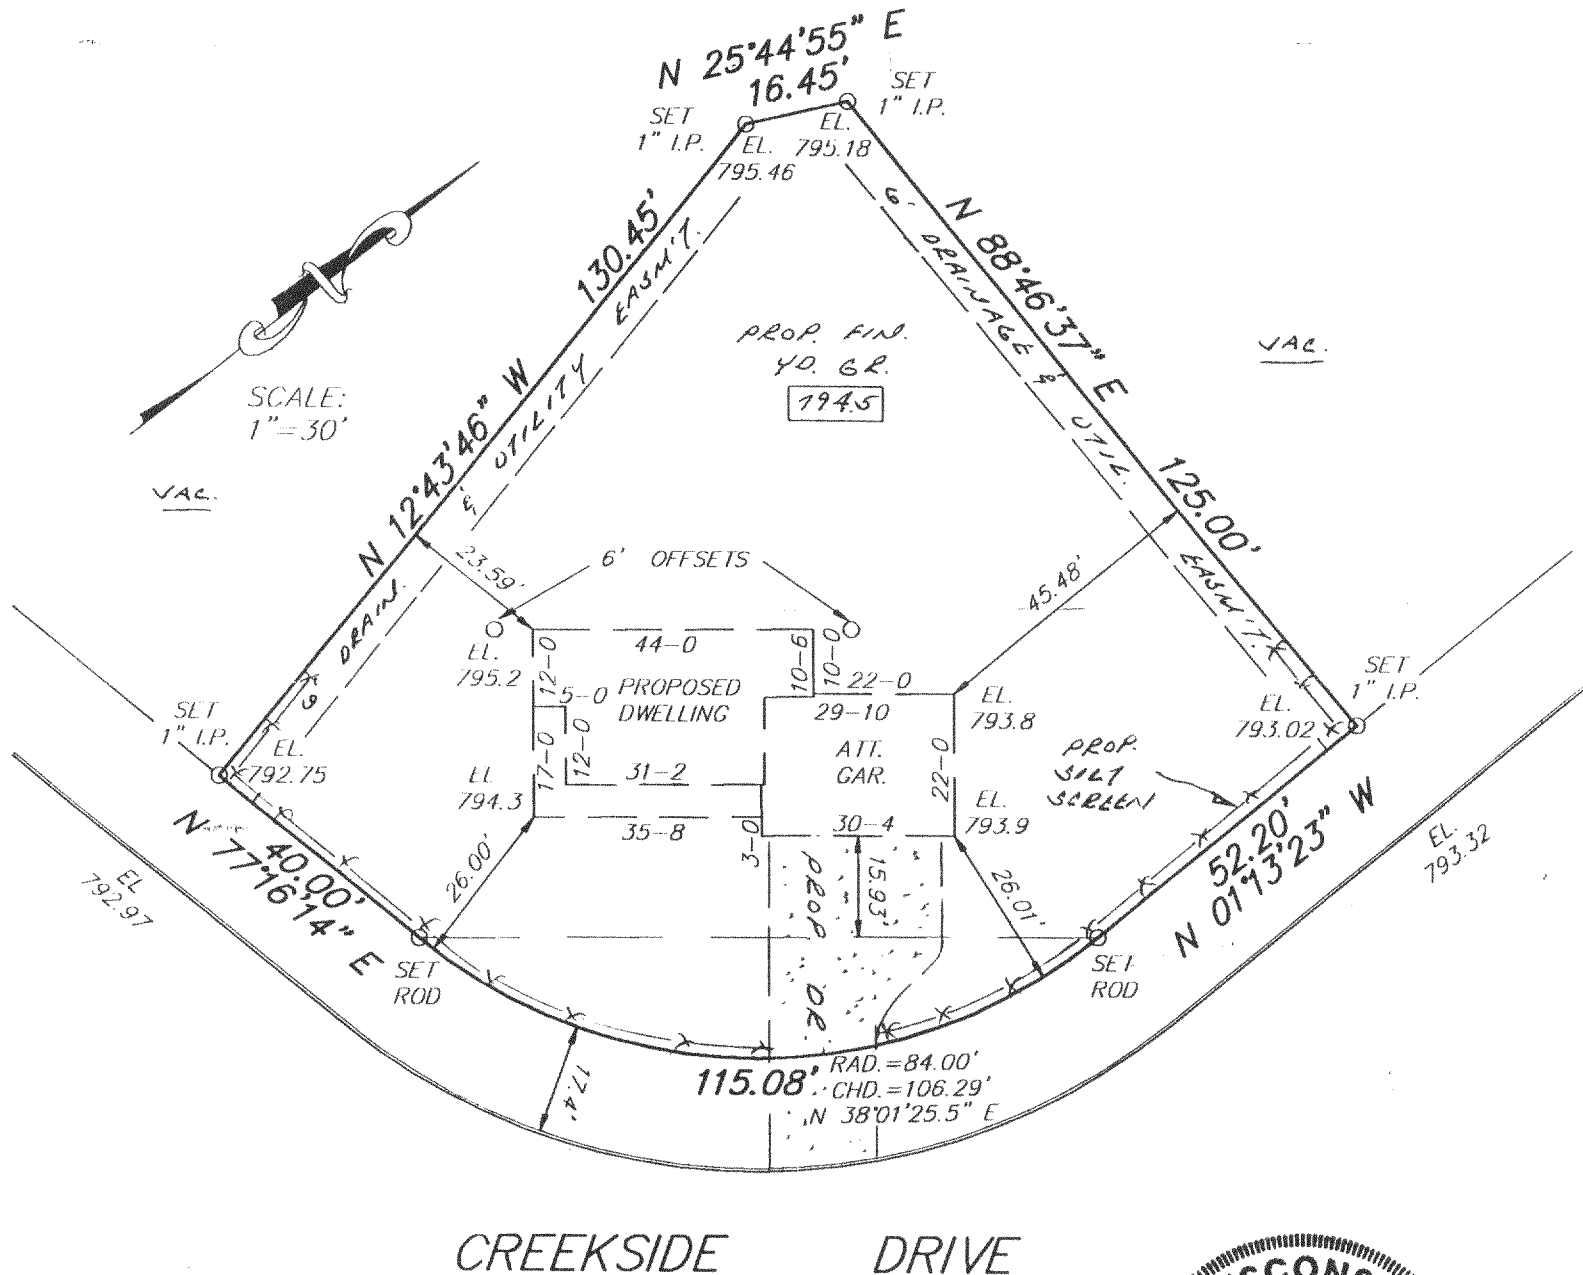 N 25°44'55" E
16.45'
SET
1" I.P.
SET
1" I.P.
EL.
795.46
EL.
795.18
130.45'
N 12°43'46" W
6' DRAIN. & UTILITY EASM'T.
N 88°46'37" E
125.00'
6' DRAINAGE & UTIL. EASM'T.
SCALE:
1"=30'
VAC.
VAC.
PROP. FIN.
YD. GR.
794.5
23.59'
6' OFFSETS
45.48'
EL.
795.2
12-0
44-0
10-6
10-0
22-0
29-10
5-0
PROPOSED
DWELLING
ATT.
GAR.
22-0
EL.
793.8
SET
1" I.P.
EL.
793.02
PROP.
SILT
SCREEN
SET
1" I.P.
EL.
792.75
EL
794.3
17-0
12-0
31-2
35-8
3-0
30-4
EL.
793.9
26.00'
15.93'
26.01'
40.00'
N 77°16'14" E
52.20'
N 01°13'23" W
EL
792.97
EL.
793.32
SET
ROD
SET
ROD
PROP DR
17.4'
115.08'
RAD.=84.00'
CHD.=106.29'
N 38°01'25.5" E
CREEKSIDE DRIVE
SCONS